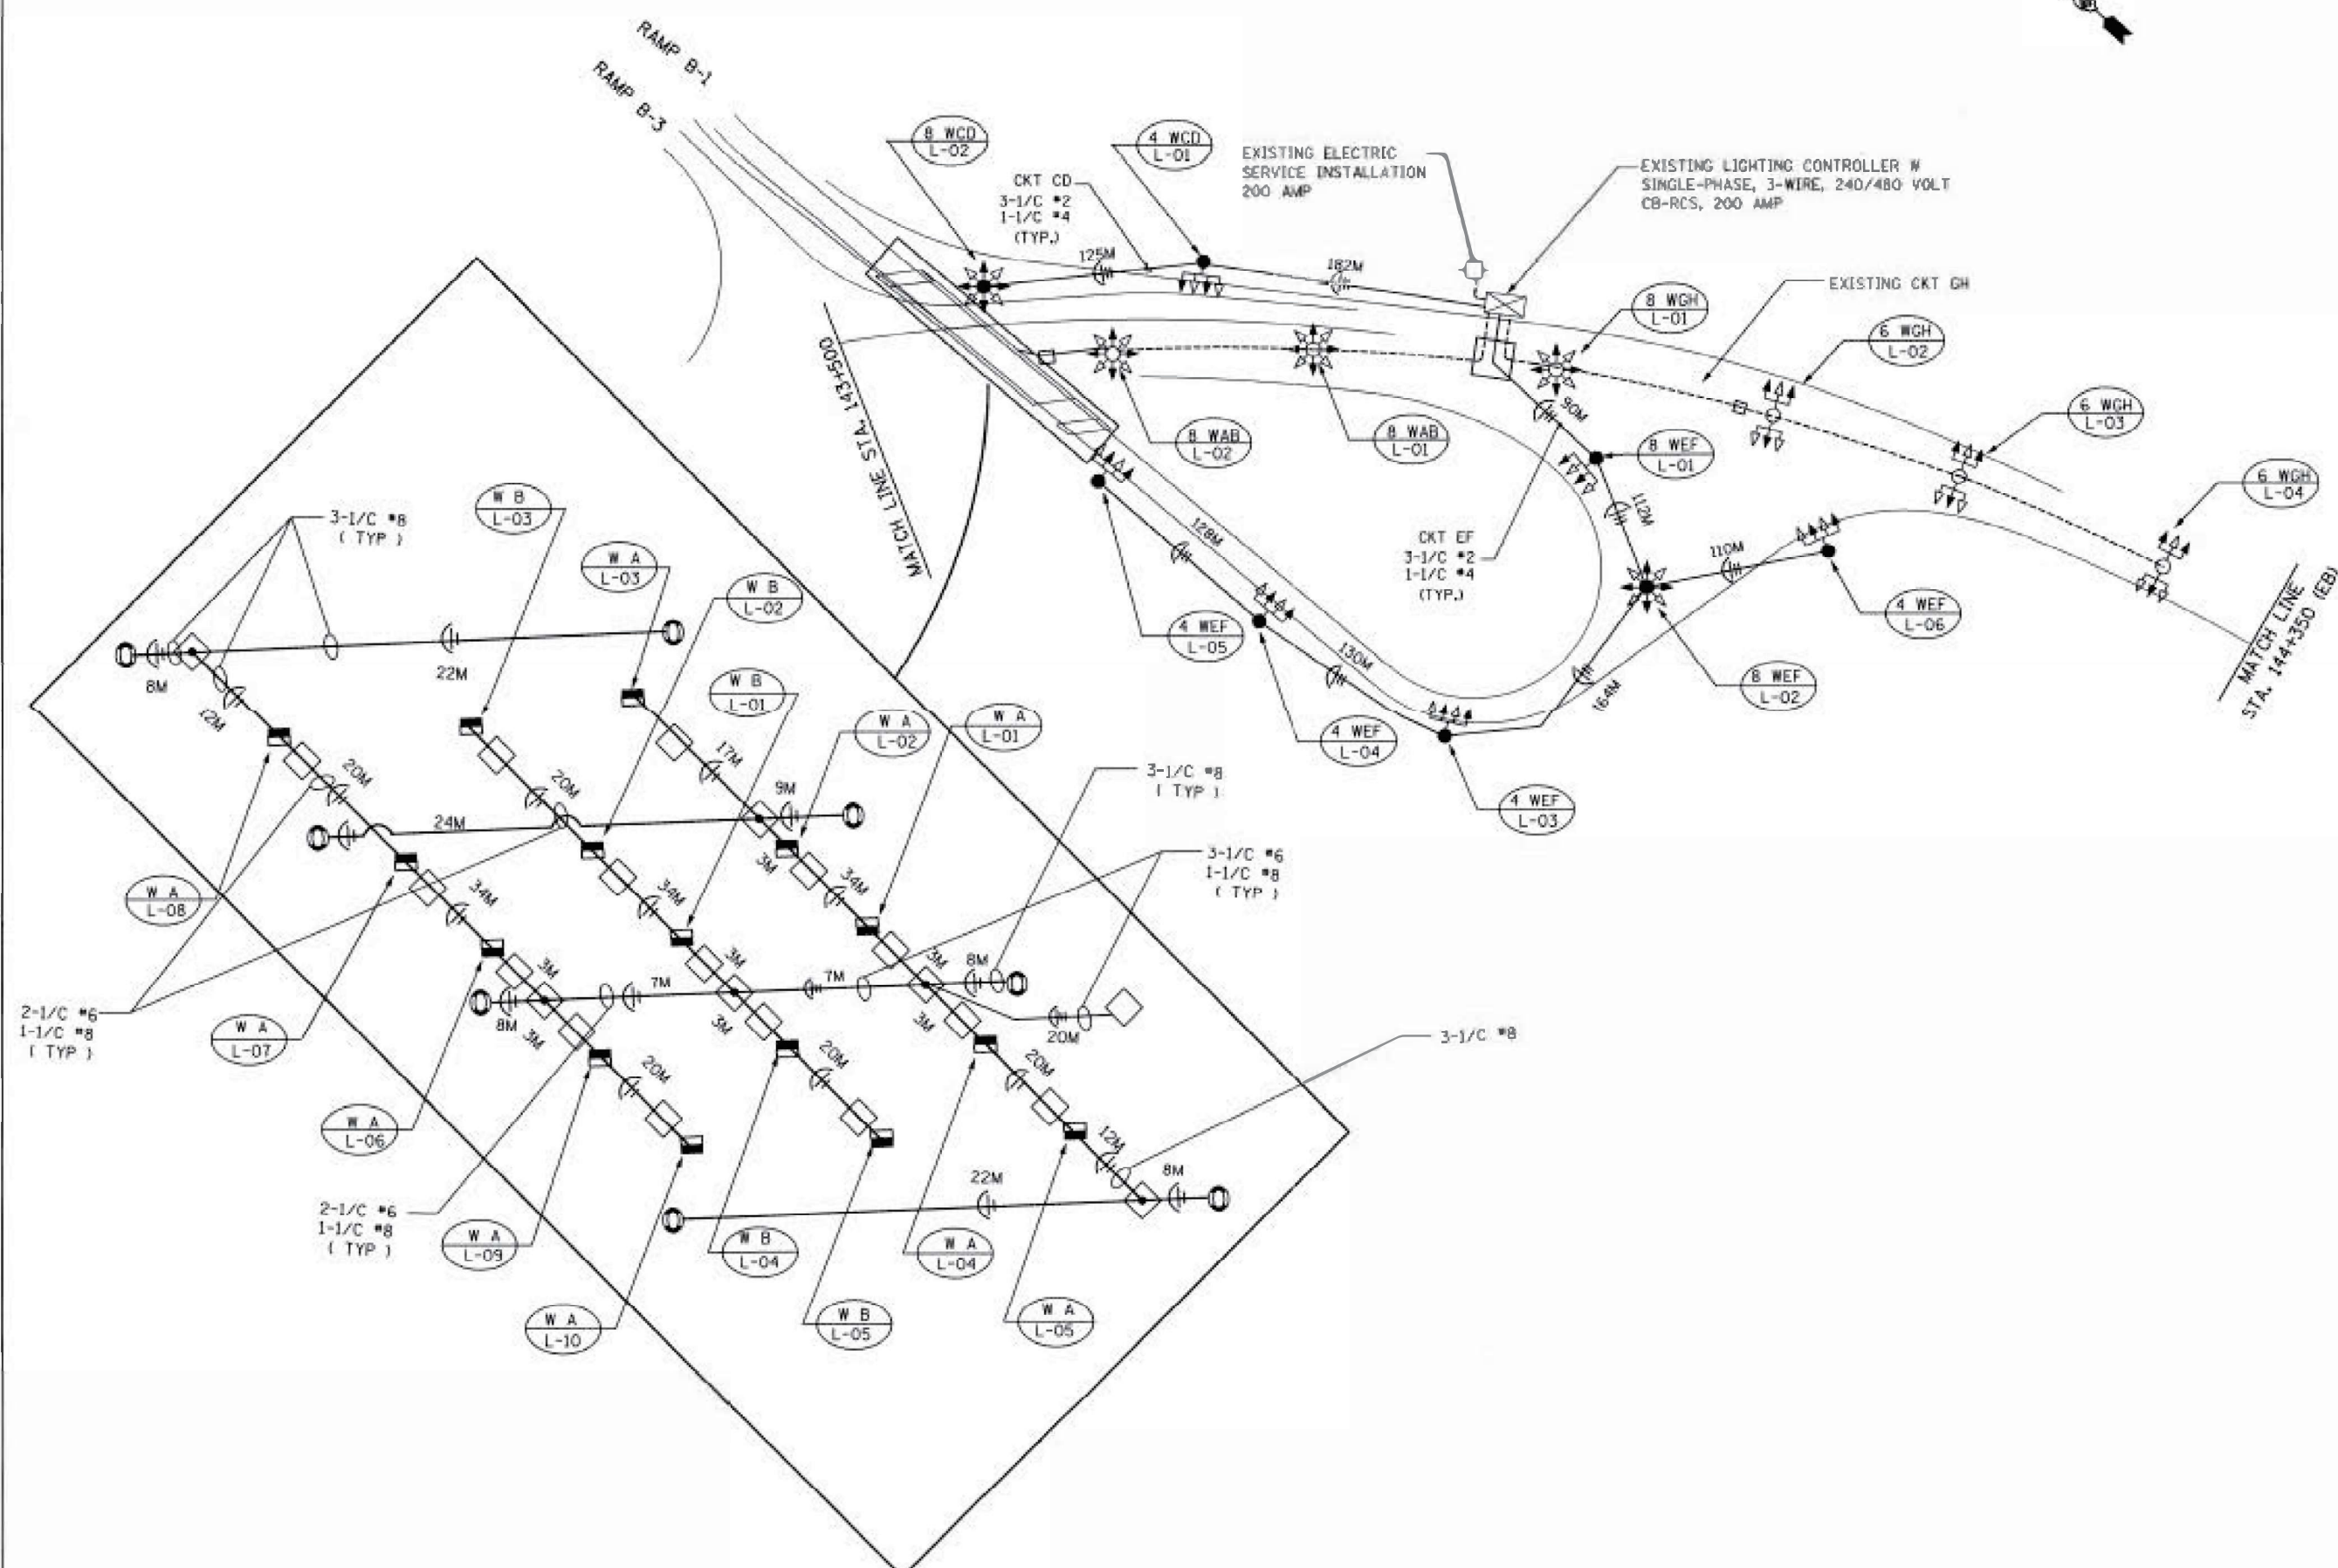 RAMP B-1
RAMP B-3
8 WCD
L-02
4 WCD
L-01
CKT CD
3-1/C #2
1-1/C #4
(TYP.)
EXISTING ELECTRIC
SERVICE INSTALLATION
200 AMP
EXISTING LIGHTING CONTROLLER W
SINGLE-PHASE, 3-WIRE, 240/480 VOLT
CB-RCS, 200 AMP
125M
182M
EXISTING CKT GH
8 WGH
L-01
6 WGH
L-02
6 WGH
L-03
6 WGH
L-04
MATCH LINE STA. 143+500
8 WAB
L-02
8 WAB
L-01
90M
8 WEF
L-01
112M
CKT EF
3-1/C #2
1-1/C #4
(TYP.)
110M
128M
130M
164M
4 WEF
L-05
4 WEF
L-06
8 WEF
L-02
4 WEF
L-04
4 WEF
L-03
MATCH LINE
STA. 144+350 (EB)
3-1/C #8
( TYP )
W B
L-03
W A
L-03
W B
L-02
8M
22M
12M
W B
L-01
W A
L-02
W A
L-01
17M
20M
20M
9M
24M
3-1/C #8
( TYP )
3M
34M
34M
34M
3-1/C #6
1-1/C #8
( TYP )
W A
L-08
3M
3M
3M
7M
7M
8M
8M
3M
3M
3M
20M
2-1/C #6
1-1/C #8
( TYP )
W A
L-07
20M
20M
20M
3-1/C #8
W A
L-06
12M
22M
8M
2-1/C #6
1-1/C #8
( TYP )
W A
L-09
W B
L-04
W A
L-04
W A
L-10
W B
L-05
W A
L-05